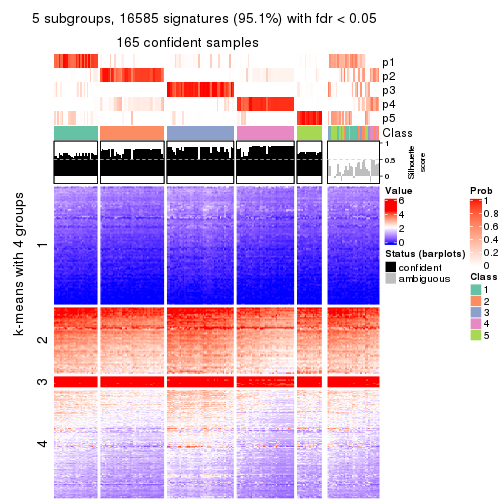 5 subgroups, 16585 signatures (95.1%) with fdr < 0.05
165 confident samples
p1
p2
p3
p4
p5
Class
1
0.5
0
Silhouette
score
k-means with 4 groups
1
2
3
4
Value
6
4
2
0
Status (barplots)
confident
ambiguous
Prob
1
0.8
0.6
0.4
0.2
0
Class
1
2
3
4
5